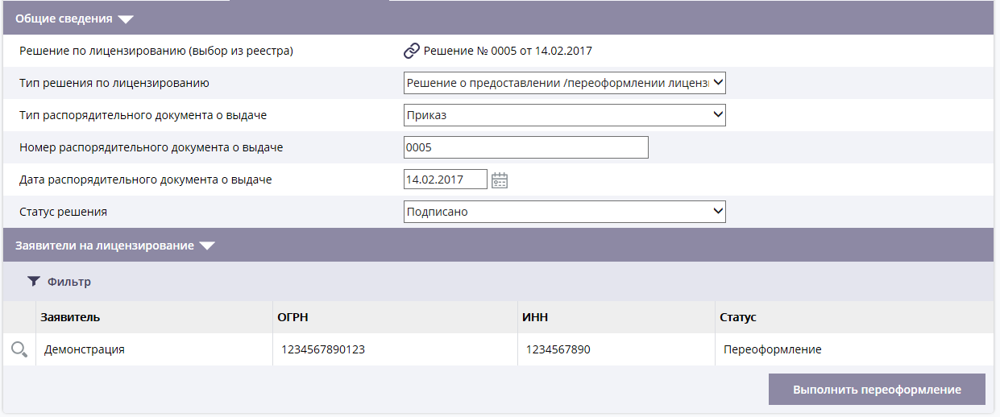 Общие сведения
Решение по лицензированию (выбор из реестра) Решение № 0005 от 14.02.2017
Тип решения по лицензированию Решение о предоставлении /переоформлении лиценз
Тип распорядительного документа о выдаче Приказ
Номер распорядительного документа о выдаче 0005
Дата распорядительного документа о выдаче 14.02.2017
Статус решения Подписано
Заявители на лицензирование
Фильтр
Заявитель ОГРН ИНН Статус
Демонстрация 1234567890123 1234567890 Переоформление
Выполнить переоформление